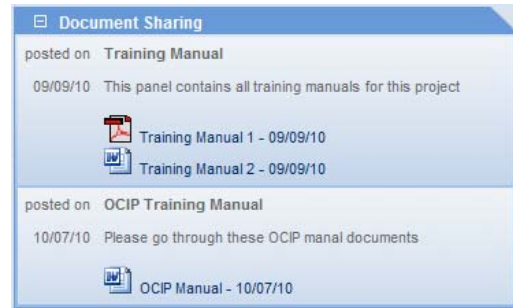 Document Sharing
posted on Training Manual
09/09/10 This panel contains all training manuals for this project
Training Manual 1 - 09/09/10
Training Manual 2 - 09/09/10
posted on OCIP Training Manual
10/07/10 Please go through these OCIP manal documents
OCIP Manual - 10/07/10